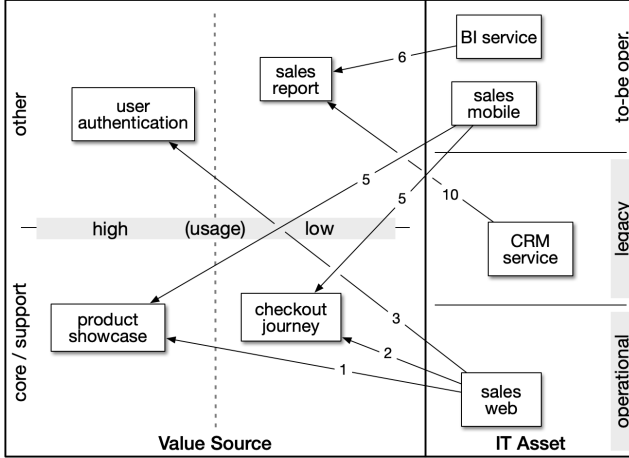 BI service
to-be oper.
6
sales
report
sales
mobile
other
user
authentication
5
5
10
high
(usage)
low
CRM
service
legacy
product
showcase
checkout
journey
core / support
3
2
1
sales
web
operational
Value Source
IT Asset